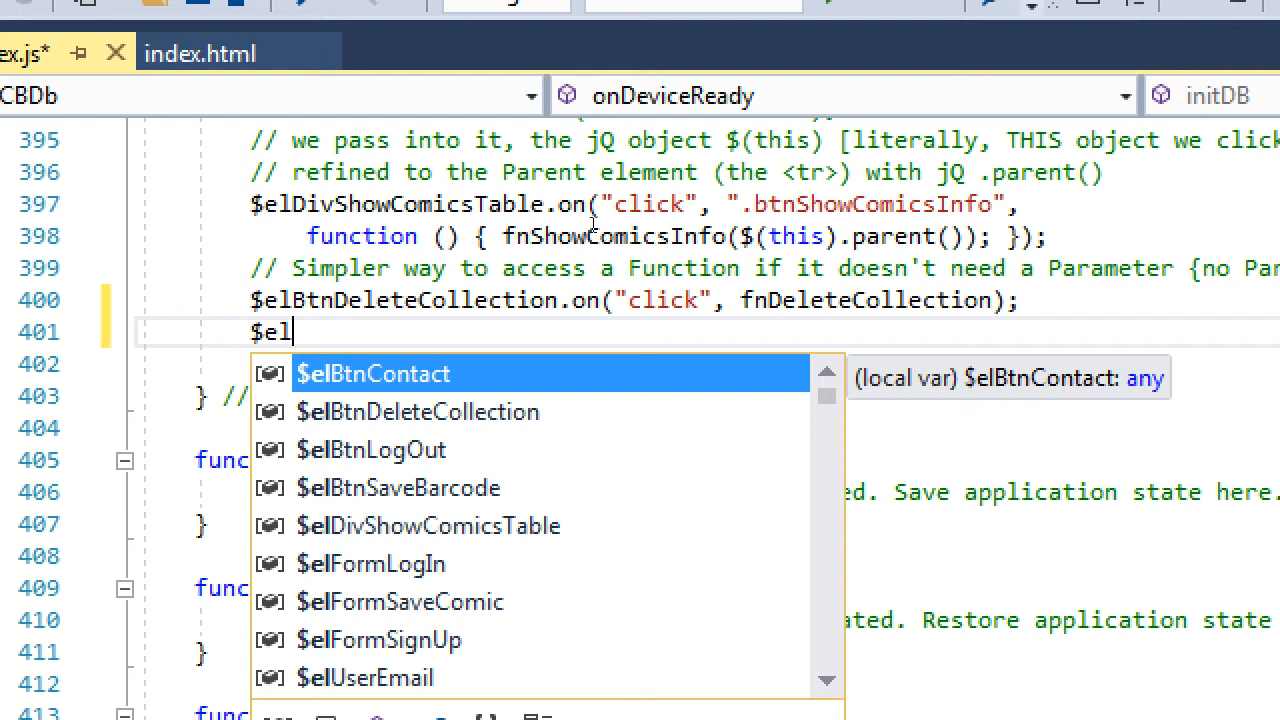 ex.js* index.html
CBDb onDeviceReady initDB
395 // we pass into it, the jQ object $(this) [literally, THIS object we click
396 // refined to the Parent element (the <tr>) with jQ .parent()
397 $elDivShowComicsTable.on("click", ".btnShowComicsInfo",
398 function () { fnShowComicsInfo($(this).parent()); });
399 // Simpler way to access a Function if it doesn't need a Parameter {no Par
400 $elBtnDeleteCollection.on("click", fnDeleteCollection);
401 $el
402 $elBtnContact (local var) $elBtnContact: any
403 } // $elBtnDeleteCollection
404 $elBtnLogOut
405 func $elBtnSaveBarcode
406 ed. Save application state here.
407 } $elDivShowComicsTable
408 $elFormLogIn
409 func $elFormSaveComic
410 ated. Restore application state
411 } $elFormSignUp
412 $elUserEmail
413 func